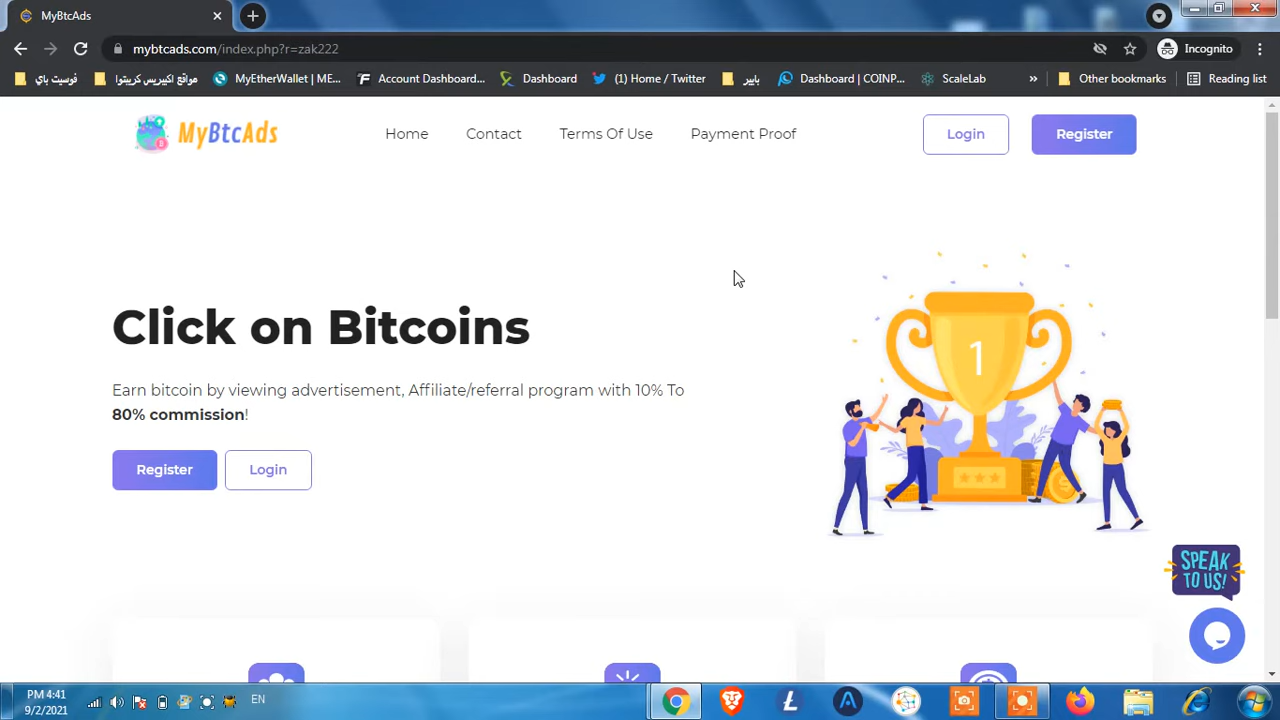 MyBtcAds
mybtcads.com/index.php?r=zak222
Incognito
فوسيت باي
مواقع اكسبريس كريبتوا
MyEtherWallet | ME...
Account Dashboard...
Dashboard
(1) Home / Twitter
بايير
Dashboard | COINP...
ScaleLab
»
Other bookmarks
Reading list
MyBtcAds
Home
Contact
Terms Of Use
Payment Proof
Login
Register
Click on Bitcoins
Earn bitcoin by viewing advertisement, Affiliate/referral program with 10% To
80% commission!
Register
Login
1
SPEAK
TO US!
PM 4:41
9/2/2021
EN